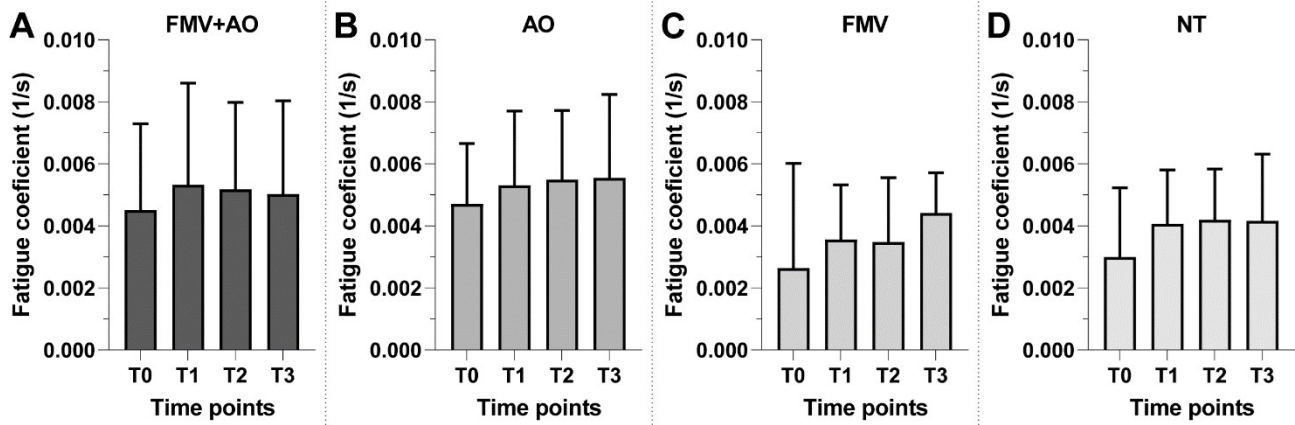 A FMV+AO
Fatigue coeficient (1/s)
0.010
0.008
0.006
0.004
0.002
0.000
T0 T1 T2 T3
Time points
B AO
Fatigue coeficient (1/s)
0.010
0.008
0.006
0.004
0.002
0.000
T0 T1 T2 T3
Time points
C FMV
Fatigue coeficient (1/s)
0.010
0.008
0.006
0.004
0.002
0.000
T0 T1 T2 T3
Time points
D NT
Fatigue coeficient (1/s)
0.010
0.008
0.006
0.004
0.002
0.000
T0 T1 T2 T3
Time points